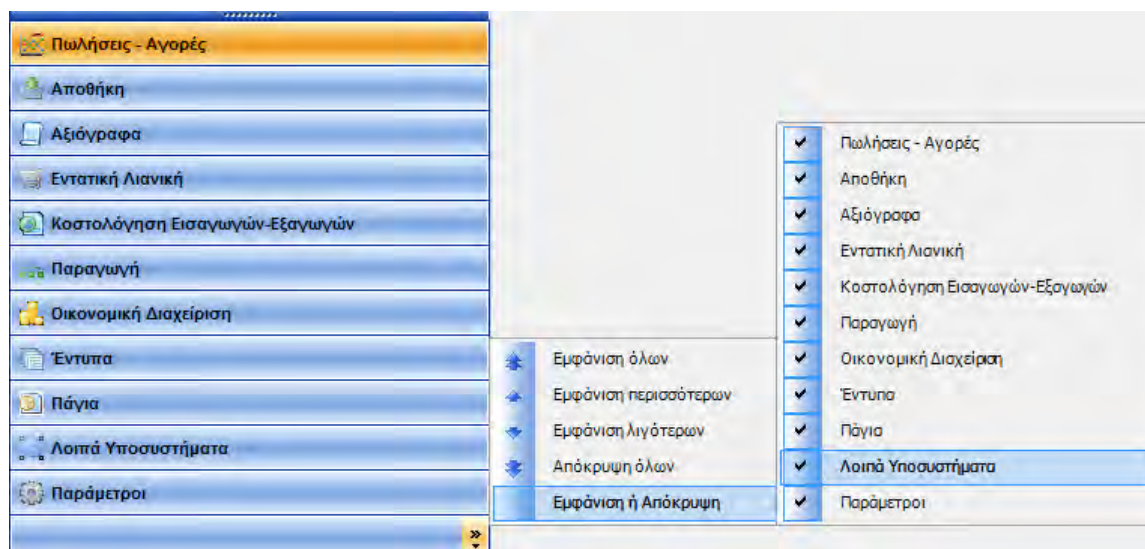 Πωλήσεις - Αγορές
Αποθήκη
Αξιόγραφα
Εντατική Λιανική
Κοστολόγηση Εισαγωγών-Εξαγωγών
Παραγωγή
Οικονομική Διαχείριση
Έντυπα
Πάγια
Λοιπά Υποσυστήματα
Παράμετροι
Εμφάνιση όλων
Εμφάνιση περισσότερων
Εμφάνιση λιγότερων
Απόκρυψη όλων
Εμφάνιση ή Απόκρυψη
Πωλήσεις - Αγορές
Αποθήκη
Αξιόγραφα
Εντατική Λιανική
Κοστολόγηση Εισαγωγών-Εξαγωγών
Παραγωγή
Οικονομική Διαχείριση
Έντυπα
Πάγια
Λοιπά Υποσυστήματα
Παράμετροι